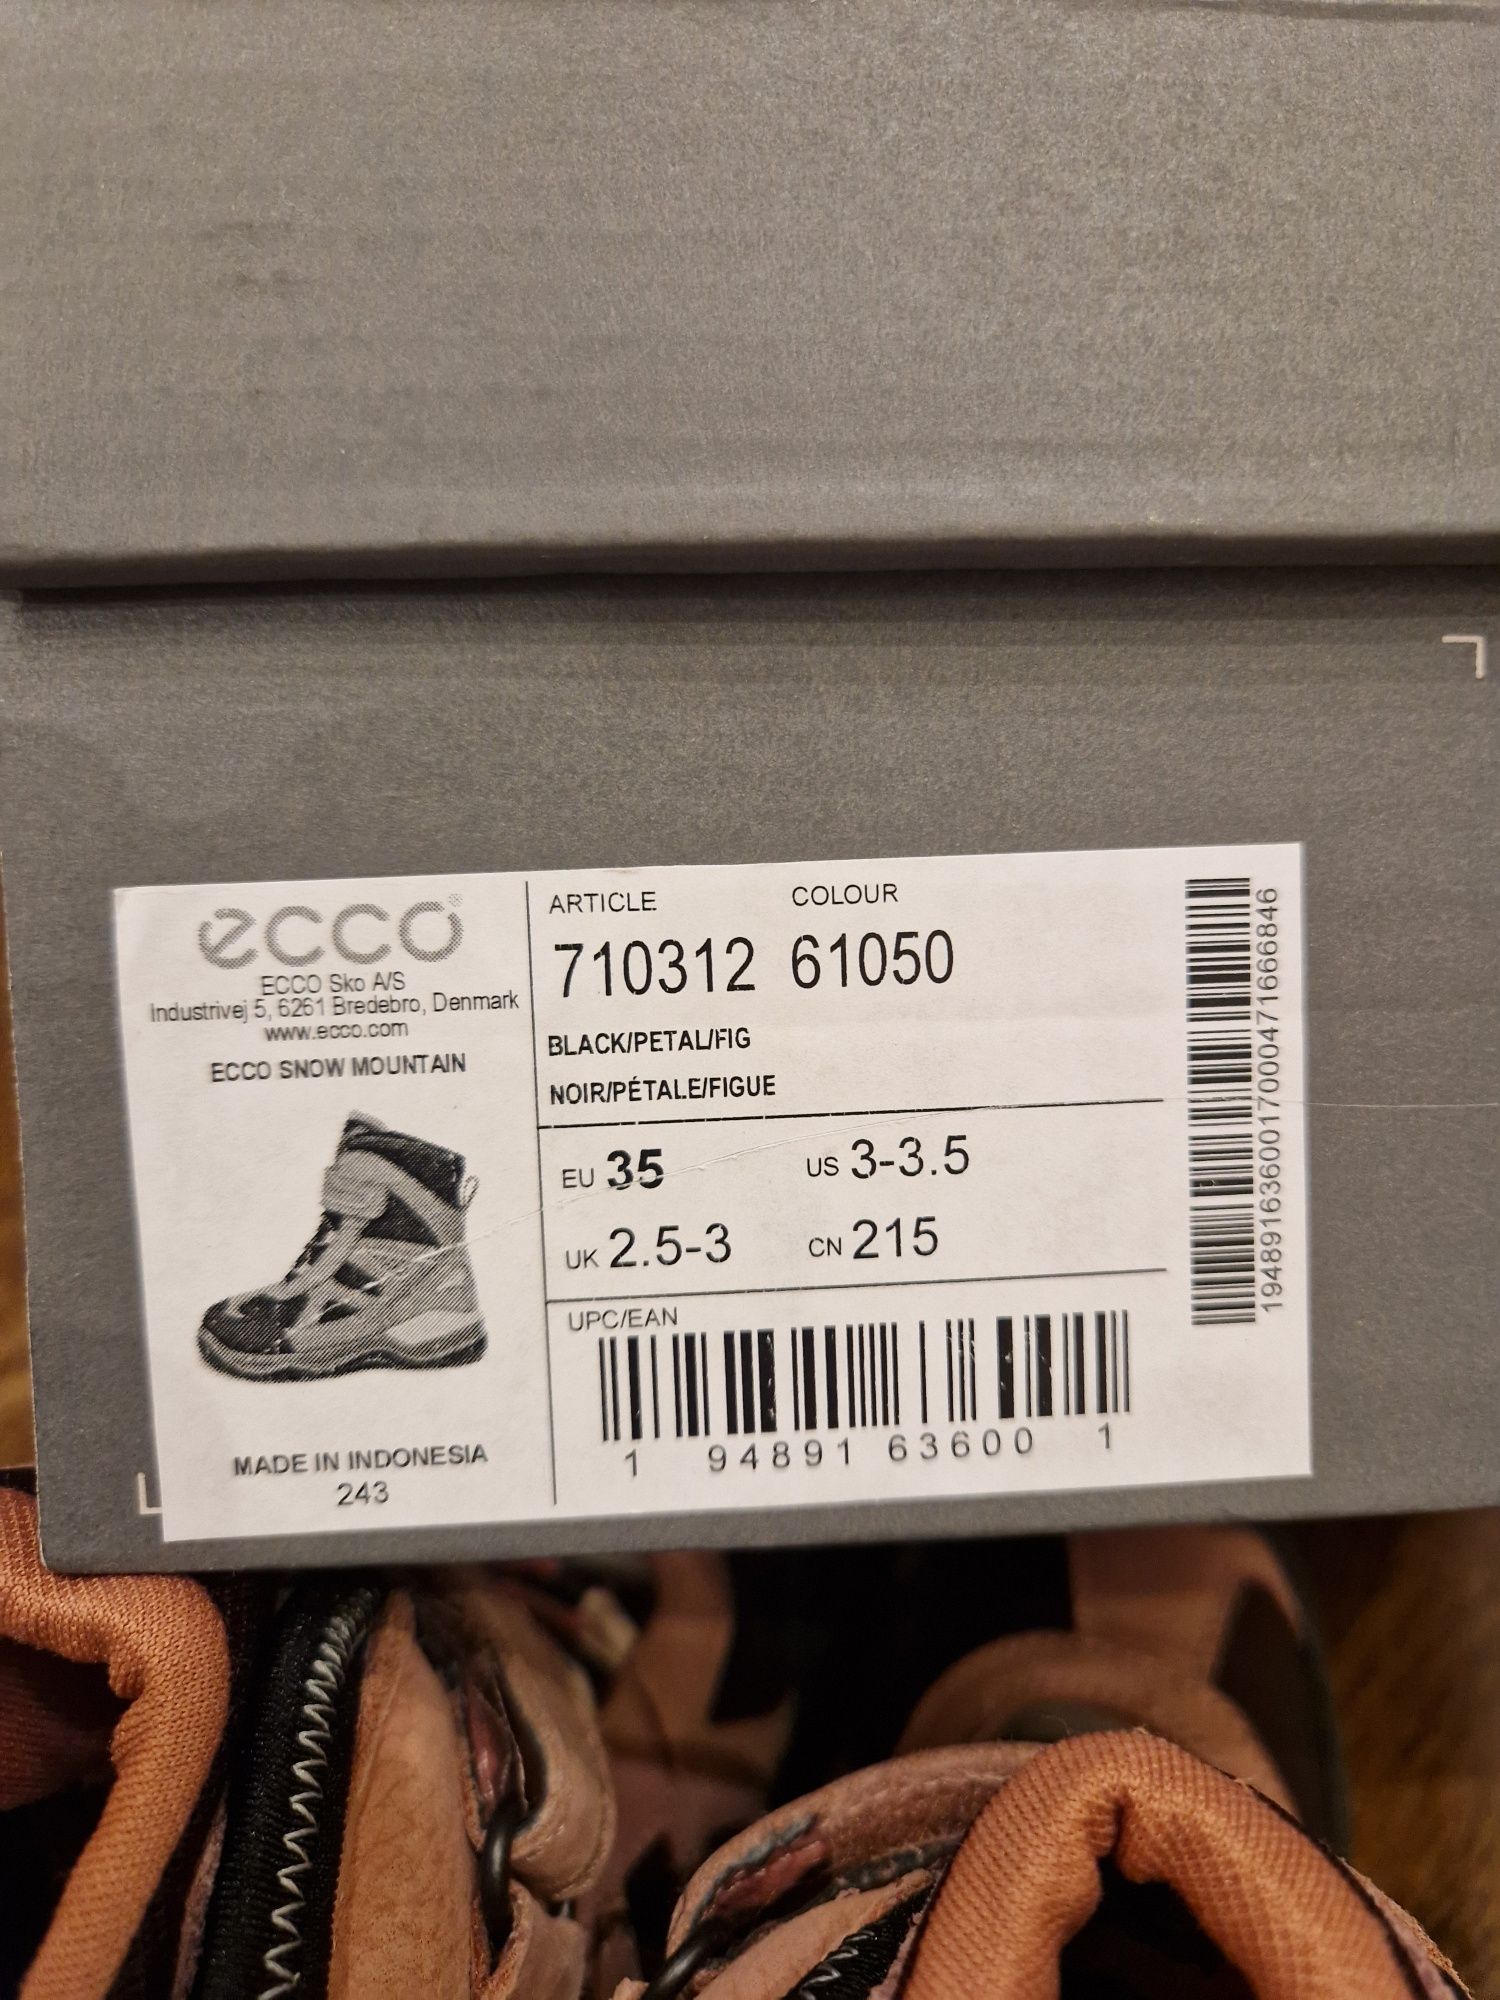 ecco®
ECCO Sko A/S
Industrivej 5, 6261 Bredebro, Denmark
www.ecco.com
ECCO SNOW MOUNTAIN
MADE IN INDONESIA
243
ARTICLE COLOUR
710312 61050
BLACK/PETAL/FIG
NOIR/PÉTALE/FIGUE
EU 35 US 3-3.5
UK 2.5-3 CN 215
UPC/EAN
1 94891 63600 1
19489163600170004716668​46